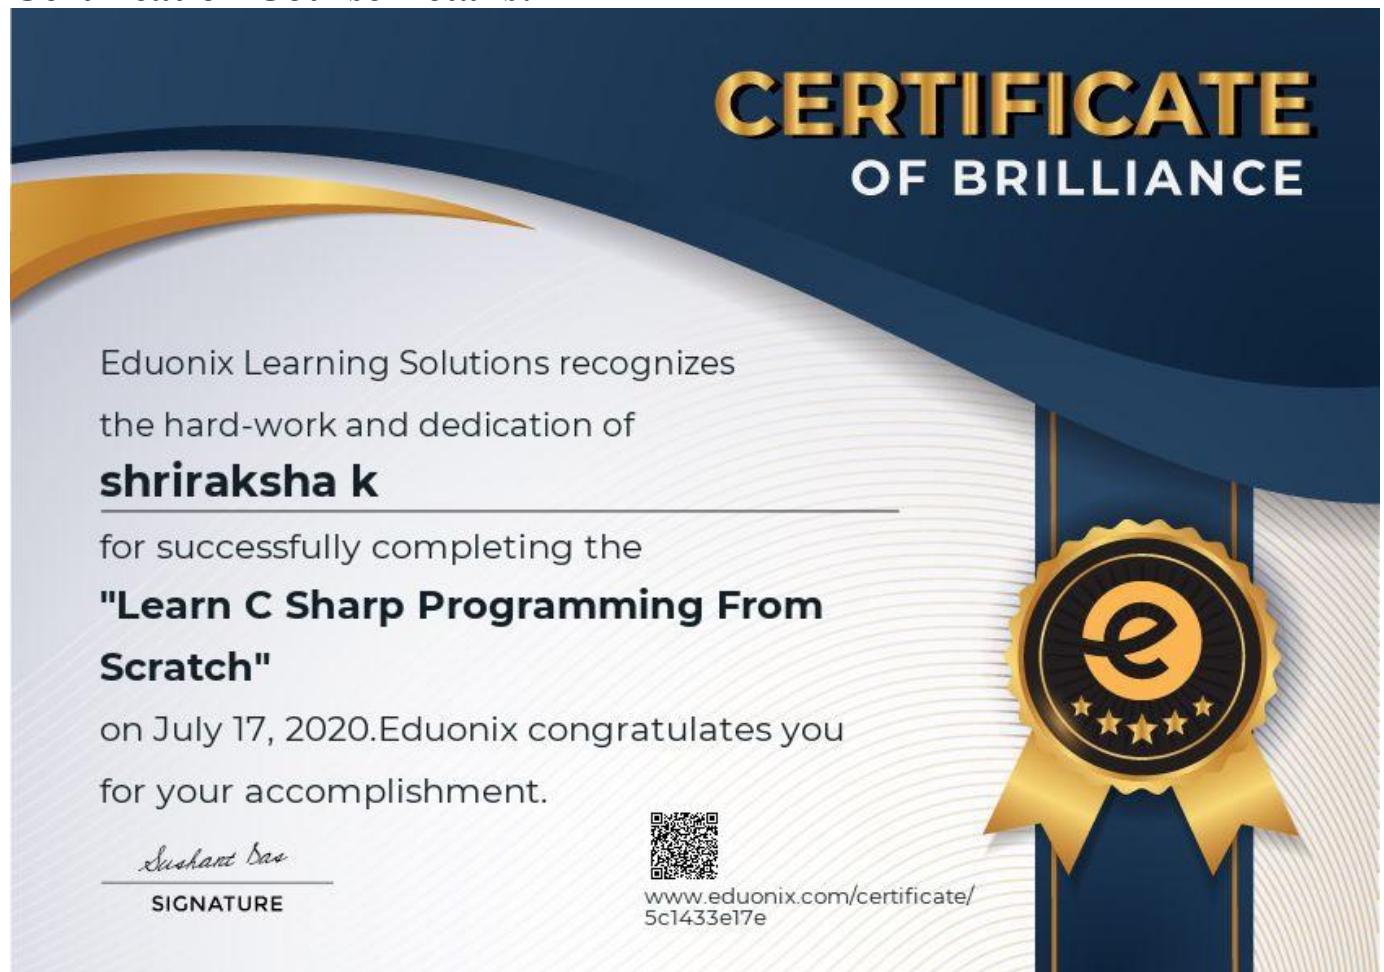 CERTIFICATE
OF BRILLIANCE
Eduonix Learning Solutions recognizes
the hard-work and dedication of
shriraksha k
for successfully completing the
"Learn C Sharp Programming From
Scratch"
on July 17, 2020.Eduonix congratulates you
for your accomplishment.
Sushant Das
SIGNATURE
www.eduonix.com/certificate/
5c1433e17e